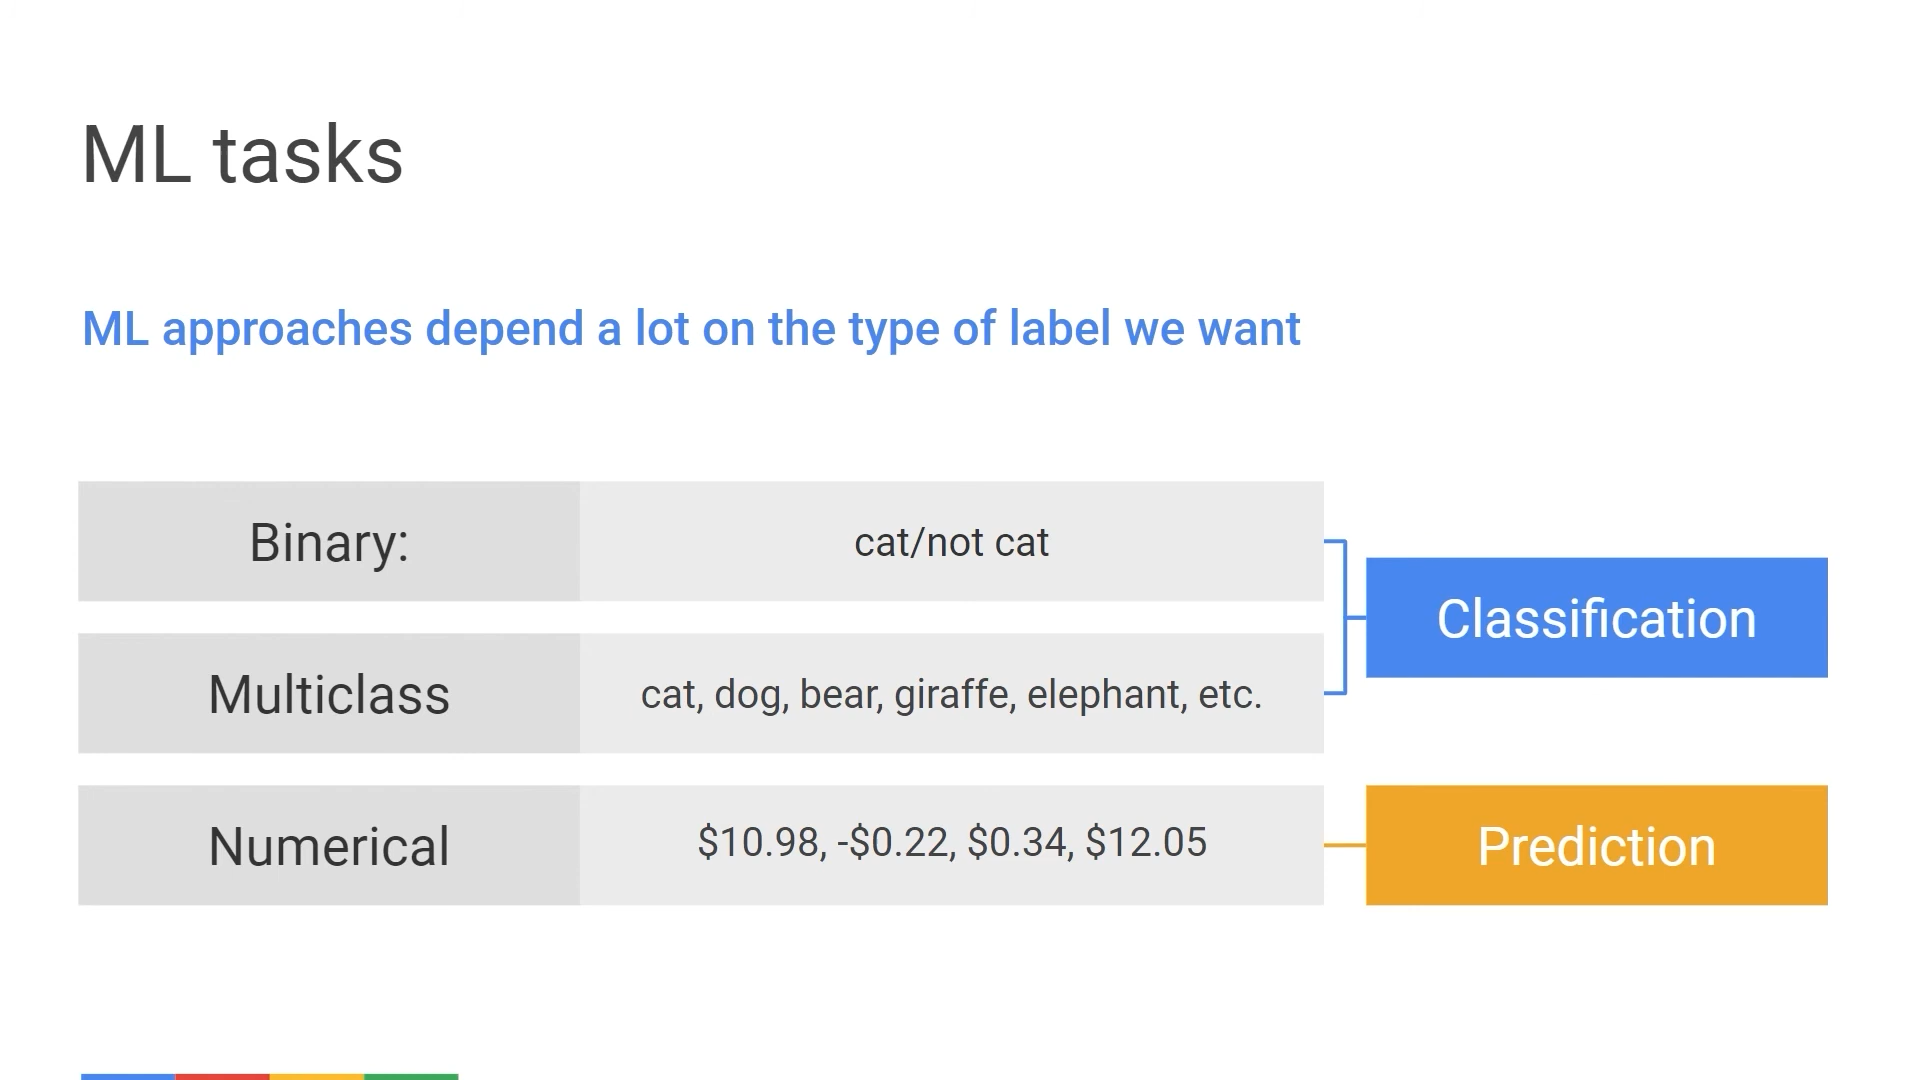 ML tasks
ML approaches depend a lot on the type of label we want
Binary:
cat/not cat
Multiclass
cat, dog, bear, giraffe, elephant, etc.
Classification
Numerical
$10.98, -$0.22, $0.34, $12.05
Prediction